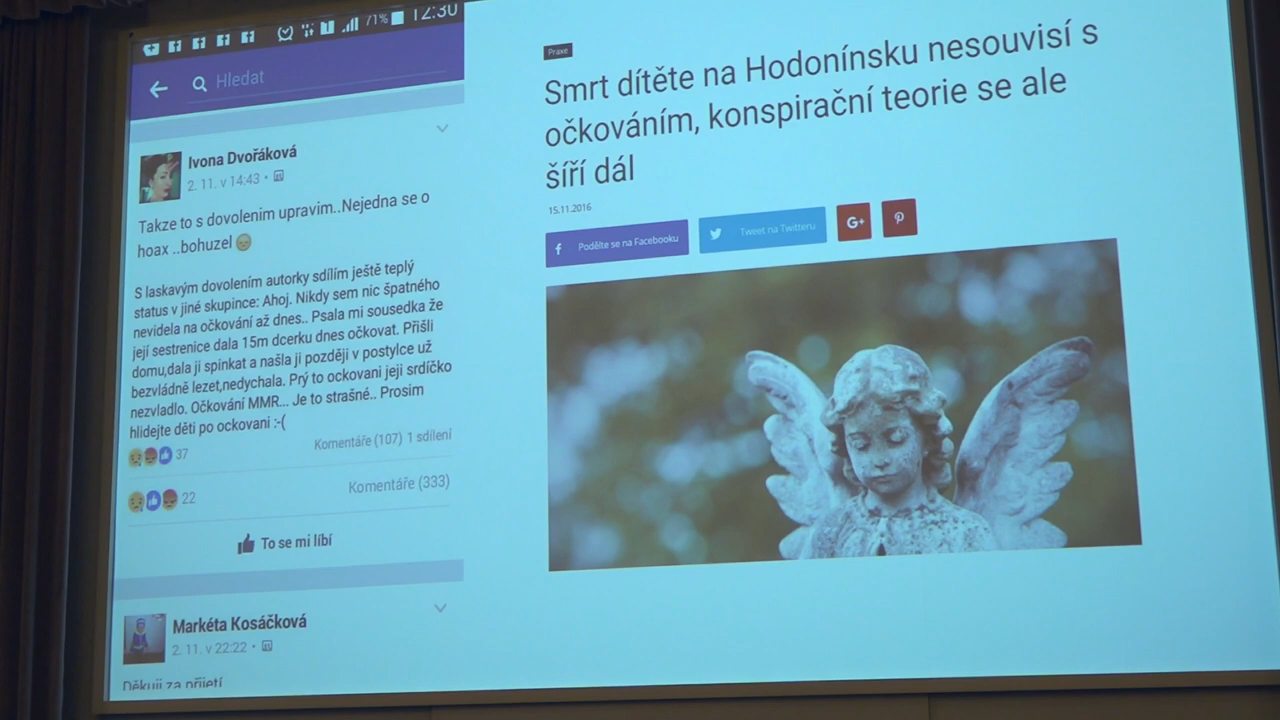 71% 12:30
Hledat
Ivona Dvořáková
2. 11. v 14:43 •
Takze to s dovolenim upravim..Nejedna se o
hoax ..bohuzel
S laskavým dovolením autorky sdílím ještě teplý
status v jiné skupince: Ahoj. Nikdy sem nic špatného
nevidela na očkování až dnes.. Psala mi sousedka že
její sestrenice dala 15m dcerku dnes očkovat. Přišli
domu,dala ji spinkat a našla ji později v postylce už
bezvládně lezet,nedychala. Prý to ockovani jeji srdíčko
nezvladlo. Očkování MMR... Je to strašné.. Prosim
hlidejte děti po ockovani :-(
37 Komentáře (107) 1 sdílení
22 Komentáře (333)
To se mi líbí
Markéta Kosáčková
2. 11. v 22:22 •
Děkuji za přijetí
Praxe
Smrt dítěte na Hodonínsku nesouvisí s
očkováním, konspirační teorie se ale
šíří dál
15.11.2016
f Podělte se na Facebooku Tweet na Twitteru G+